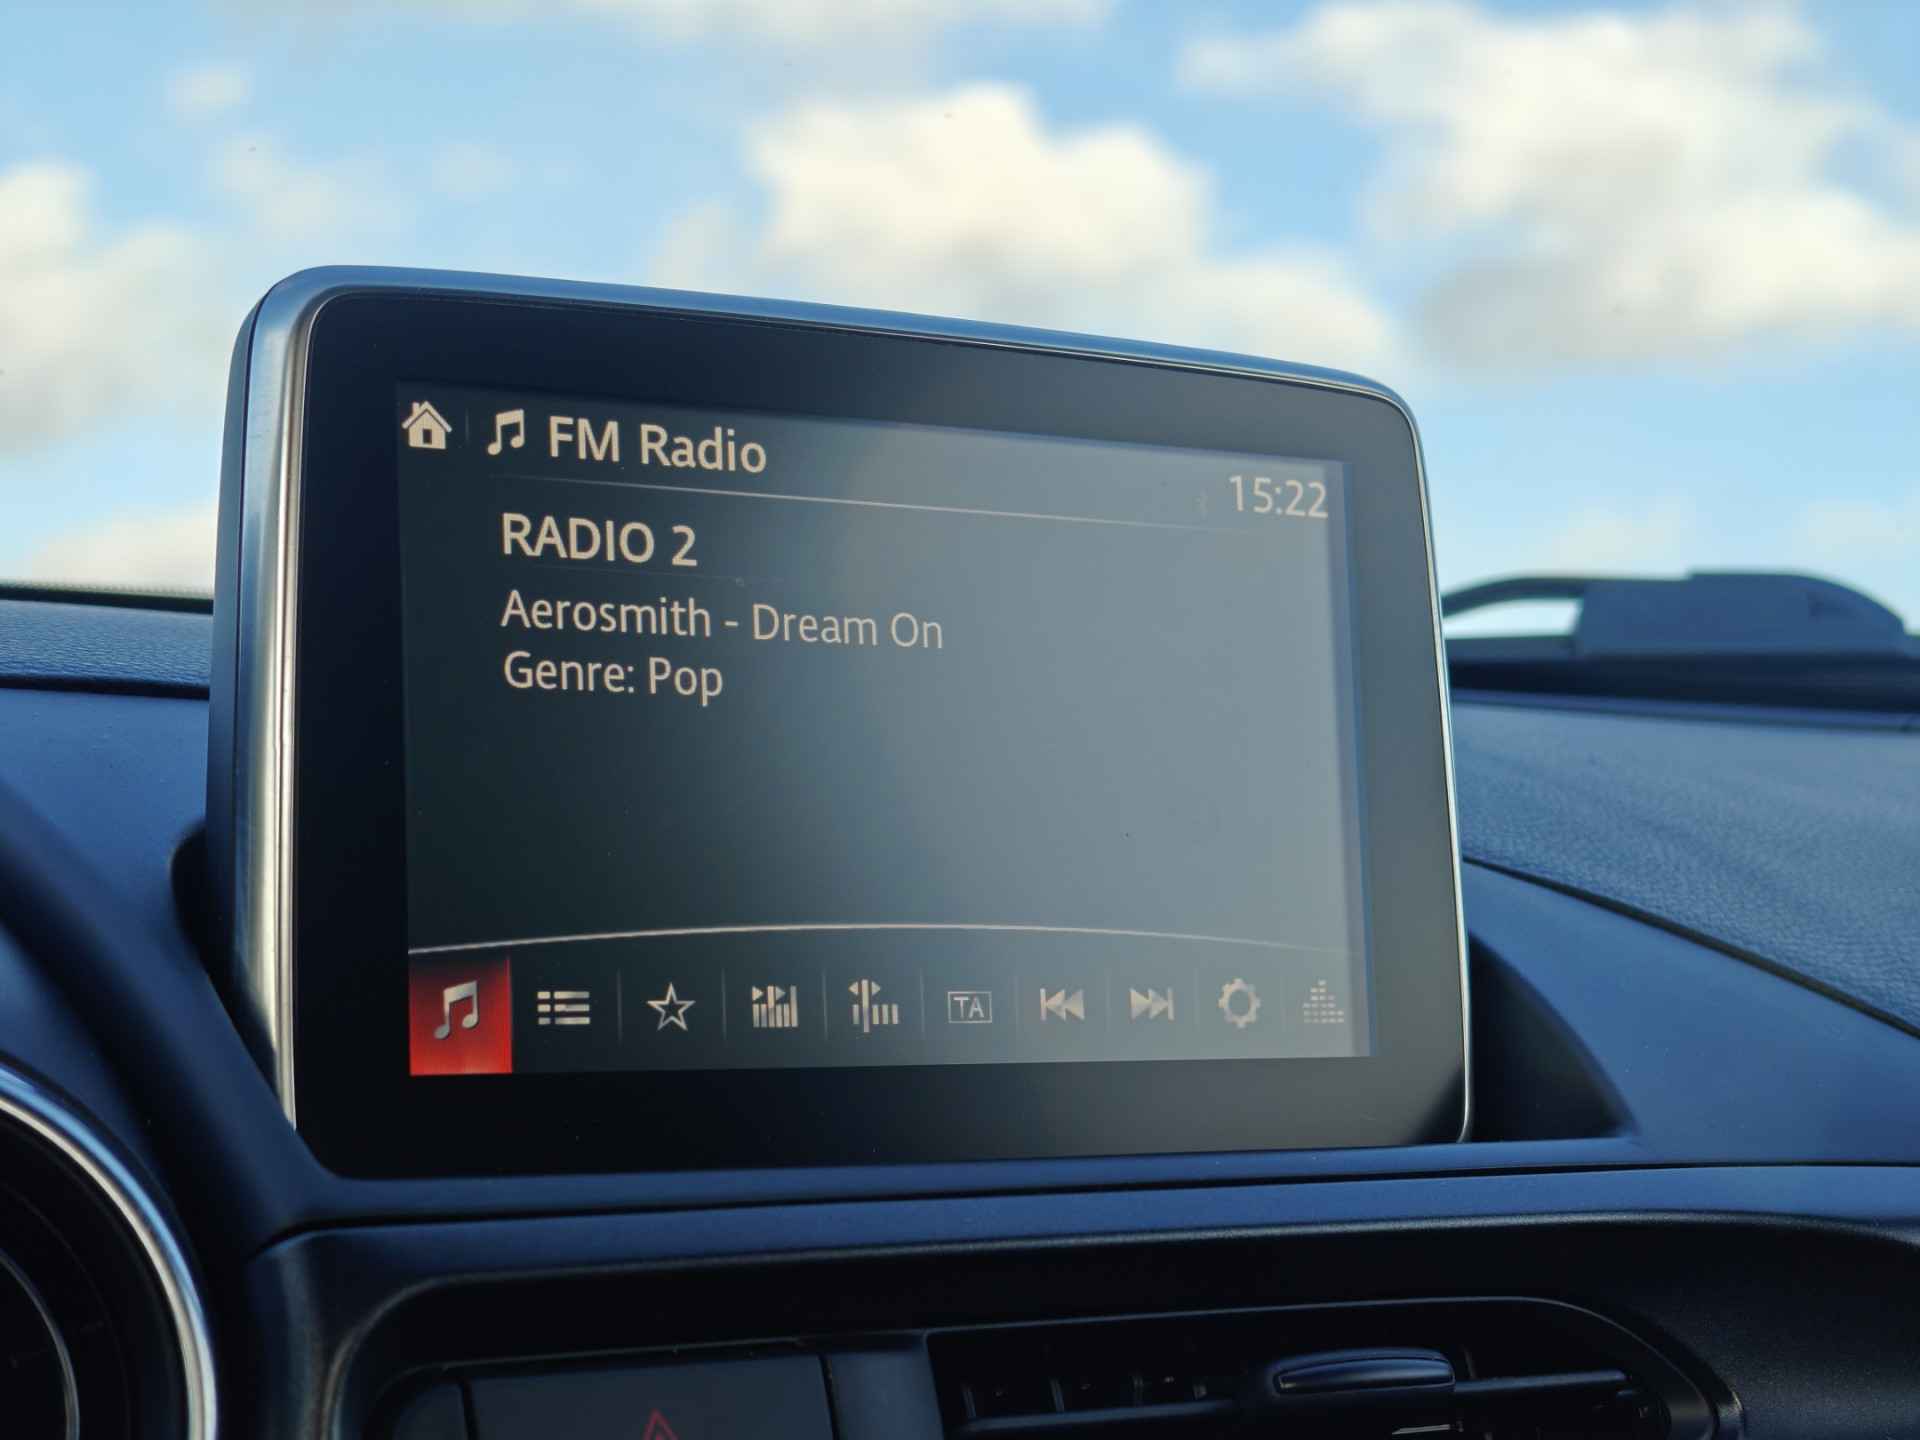 FM Radio
15:22
RADIO 2
Aerosmith - Dream On
Genre: Pop
TA